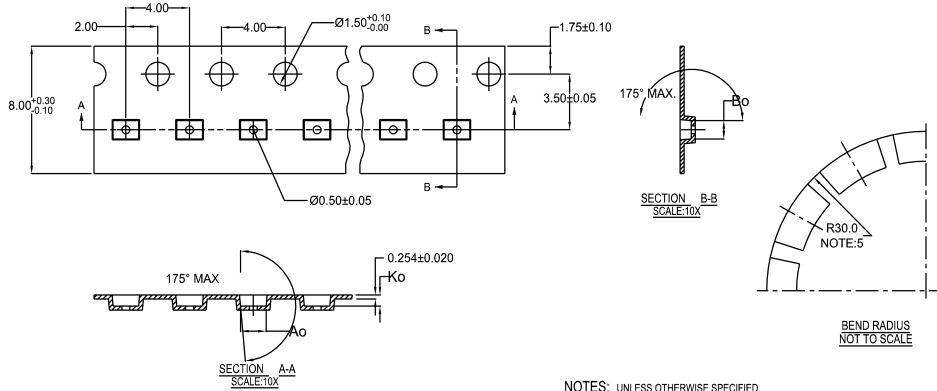 4.00
2.00
4.00
Ø1.50+0.10
-0.00
B
1.75±0.10
8.00+0.30
-0.10
A
A
3.50±0.05
B
Ø0.50±0.05
175° MAX.
Bo
SECTION B-B
SCALE:10X
R30.0
NOTE:5
BEND RADIUS
NOT TO SCALE
175° MAX
0.254±0.020
Ko
Ao
SECTION A-A
SCALE:10X
NOTES: UNLESS OTHERWISE SPECIFIED